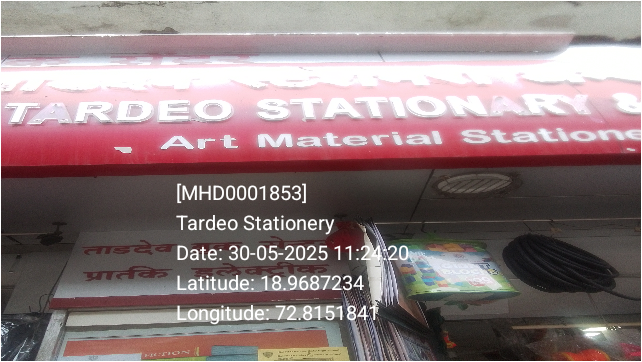 TARDEO STATIONARY &
Art Material Statione
[MHD0001853]
Tardeo Stationery
Date: 30-05-2025 11:24:20
ताडदेव
Latitude: 18.9687234
Longitude: 72.8151841
FICTION